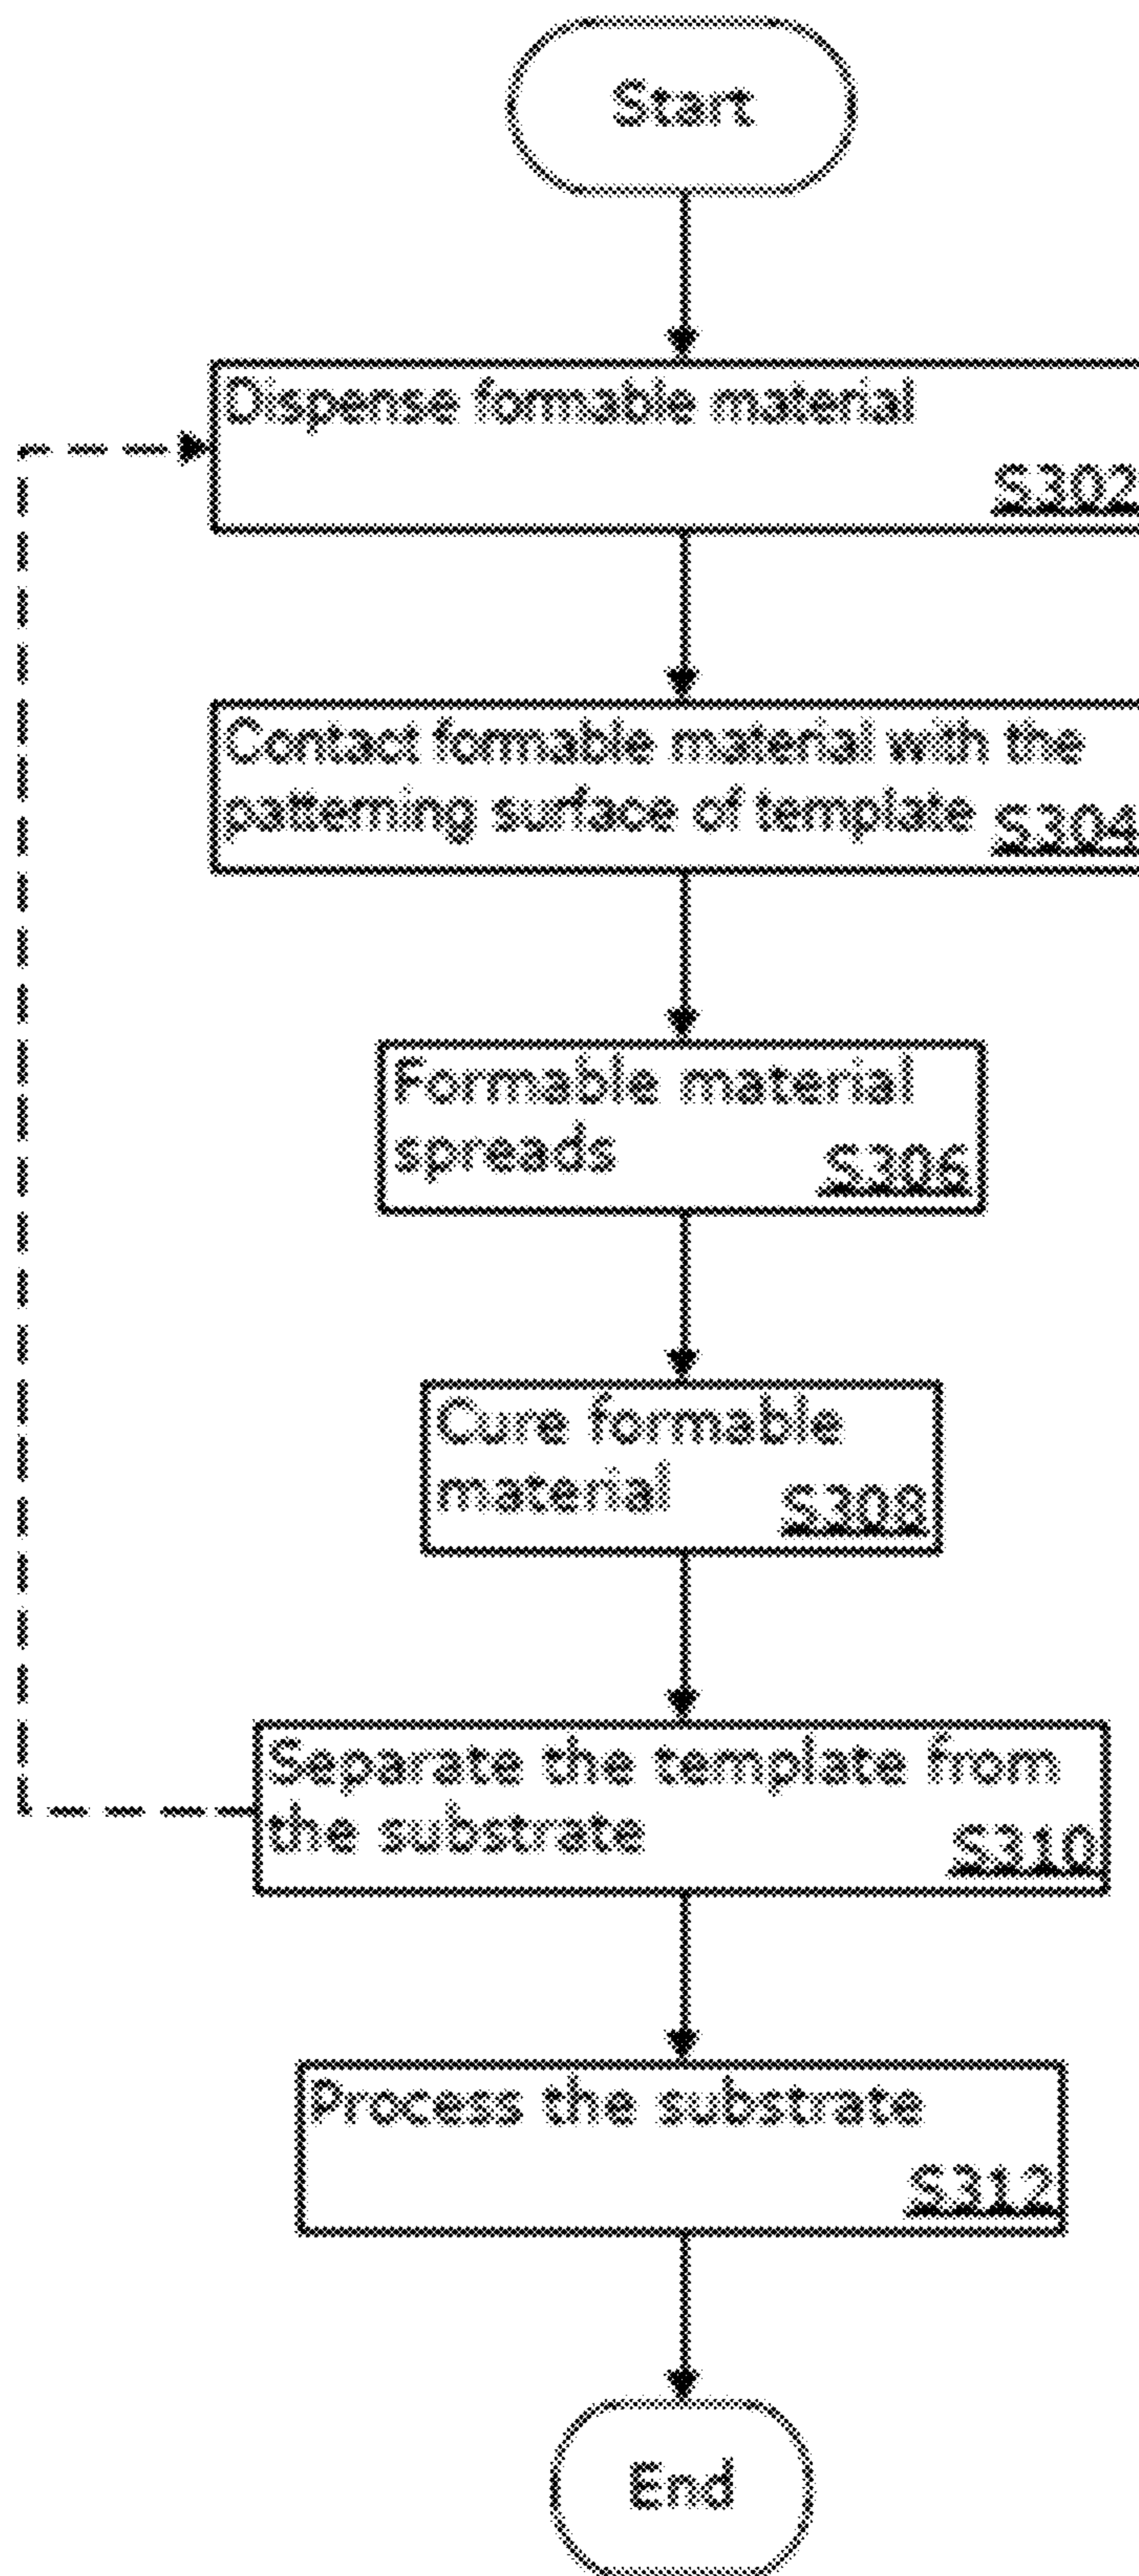 Start
Dispense formable material
S302
Contact formable material with the
patterning surface of template S304
Formable material
spreads S306
Cure formable
material S308
Separate the template from
the substrate S310
Process the substrate
S312
End